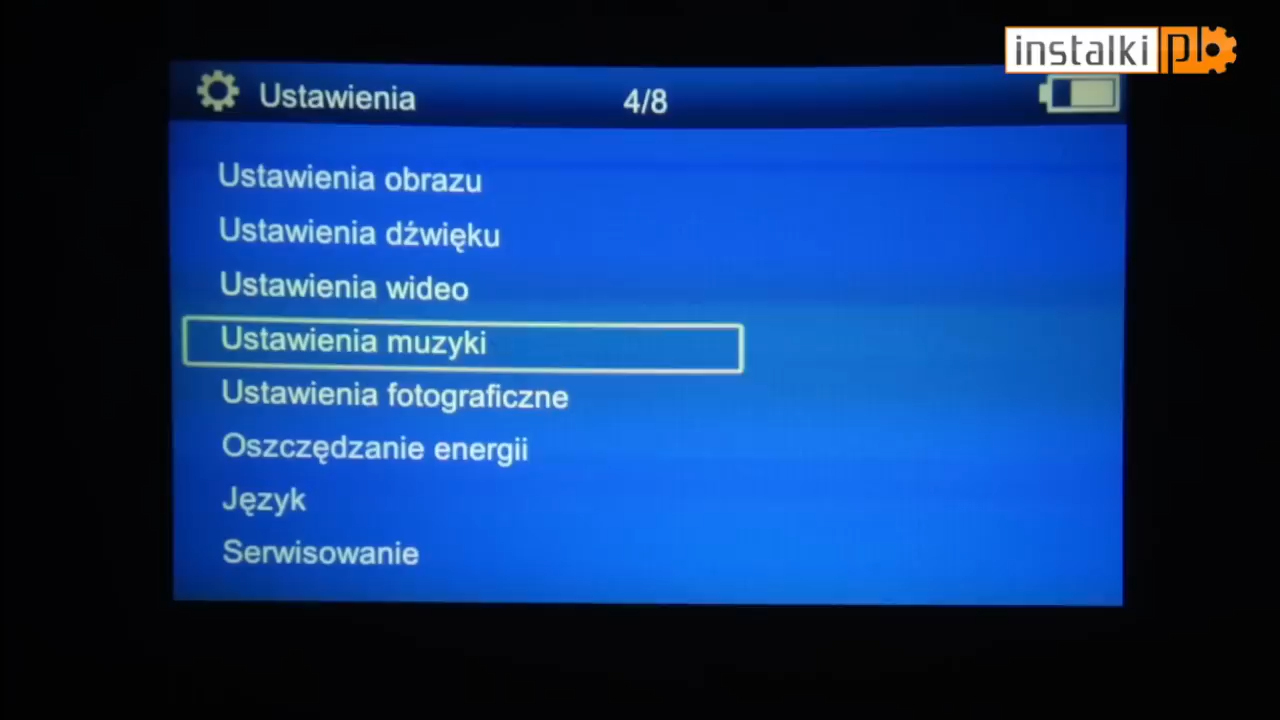 instalki pl
Ustawienia 4/8
Ustawienia obrazu
Ustawienia dźwięku
Ustawienia wideo
Ustawienia muzyki
Ustawienia fotograficzne
Oszczędzanie energii
Język
Serwisowanie